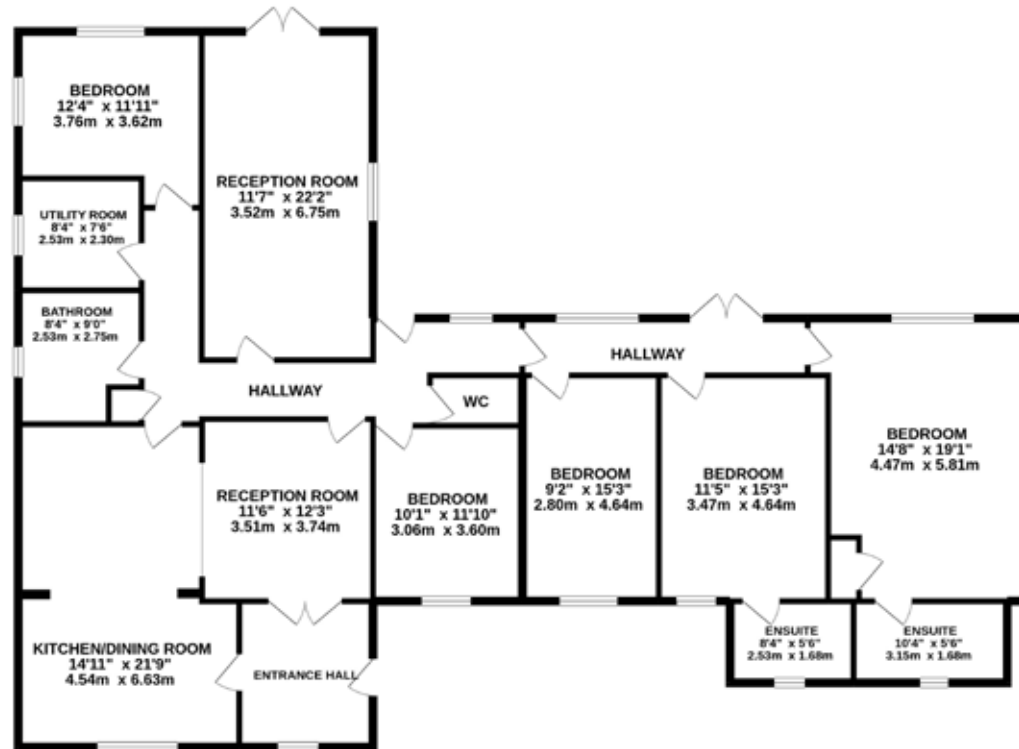 BEDROOM
12'4" x 11'11"
3.76m x 3.62m
RECEPTION ROOM
11'7" x 22'2"
3.52m x 6.75m
UTILITY ROOM
8'4" x 7'6"
2.53m x 2.30m
BATHROOM
8'4" x 9'0"
2.53m x 2.75m
HALLWAY
HALLWAY
WC
BEDROOM
14'8" x 19'1"
4.47m x 5.81m
RECEPTION ROOM
11'6" x 12'3"
3.51m x 3.74m
BEDROOM
10'1" x 11'10"
3.06m x 3.60m
BEDROOM
9'2" x 15'3"
2.80m x 4.64m
BEDROOM
11'5" x 15'3"
3.47m x 4.64m
KITCHEN/DINING ROOM
14'11" x 21'9"
4.54m x 6.63m
ENTRANCE HALL
ENSUITE
8'4" x 5'6"
2.53m x 1.68m
ENSUITE
10'4" x 5'6"
3.15m x 1.68m